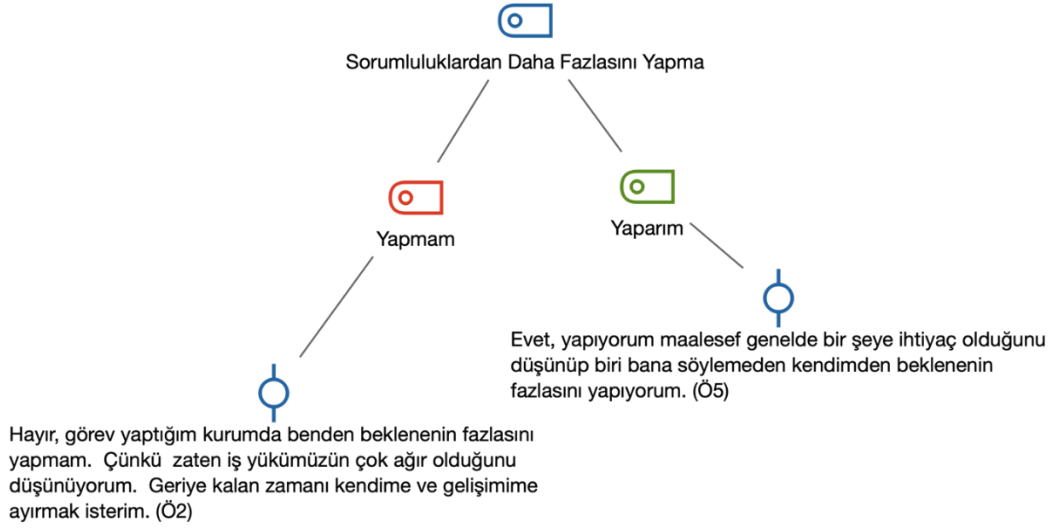 Sorumluluklardan Daha Fazlasını Yapma
Yapmam
Yaparım
Evet, yapıyorum maalesef genelde bir şeye ihtiyaç olduğunu
düşünüp biri bana söylemeden kendimden beklenenin
fazlasını yapıyorum. (Ö5)
Hayır, görev yaptığım kurumda benden beklenenin fazlasını
yapmam.  Çünkü  zaten iş yükümüzün çok ağır olduğunu
düşünüyorum.  Geriye kalan zamanı kendime ve gelişimime
ayırmak isterim. (Ö2)